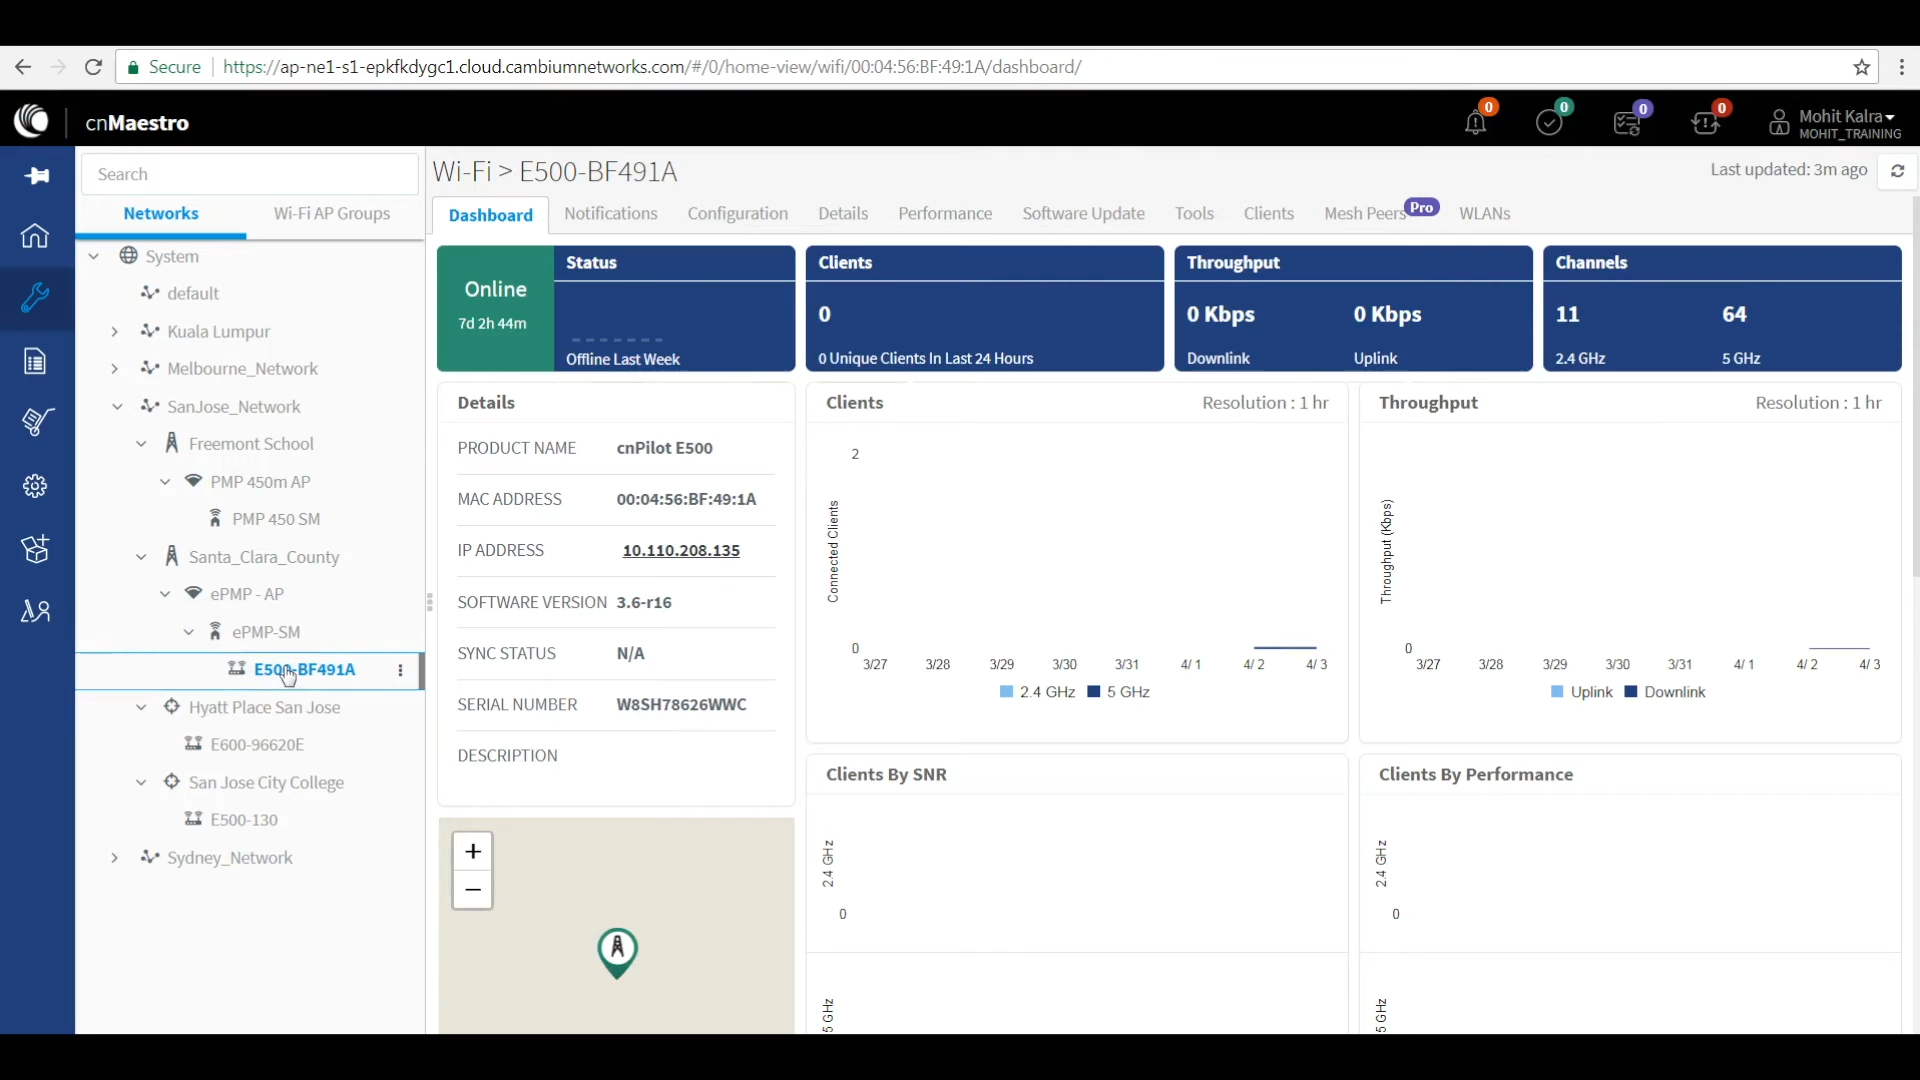 Secure https://ap-ne1-s1-epkfkdygc1.cloud.cambiumnetworks.com/#/0/home-view/wifi/00:04:56:BF:49:1A/dashboard/
cnMaestro
0
0
0
0
Mohit Kalra
MOHIT_TRAINING
Search
Networks
Wi-Fi AP Groups
System
default
Kuala Lumpur
Melbourne_Network
SanJose_Network
Freemont School
PMP 450m AP
PMP 450 SM
Santa_Clara_County
ePMP - AP
ePMP-SM
E500-BF491A
Hyatt Place San Jose
E600-96620E
San Jose City College
E500-130
Sydney_Network
Wi-Fi > E500-BF491A
Last updated: 3m ago
Dashboard Notifications Configuration Details Performance Software Update Tools Clients Mesh Peers Pro WLANs
Online
7d 2h 44m
Status
Offline Last Week
Clients
0
0 Unique Clients In Last 24 Hours
Throughput
0 Kbps 0 Kbps
Downlink Uplink
Channels
11 64
2.4 GHz 5 GHz
Details
PRODUCT NAME cnPilot E500
MAC ADDRESS 00:04:56:BF:49:1A
IP ADDRESS 10.110.208.135
SOFTWARE VERSION 3.6-r16
SYNC STATUS N/A
SERIAL NUMBER W8SH78626WWC
DESCRIPTION
+
−
Clients Resolution : 1 hr
2
Connected Clients
0
3/27 3/28 3/29 3/30 3/31 4/ 1 4/ 2 4/ 3
2.4 GHz 5 GHz
Throughput Resolution : 1 hr
Throughput (Kbps)
0
3/27 3/28 3/29 3/30 3/31 4/ 1 4/ 2 4/ 3
Uplink Downlink
Clients By SNR
2.4 GHz
0
5 GHz
Clients By Performance
2.4 GHz
0
5 GHz